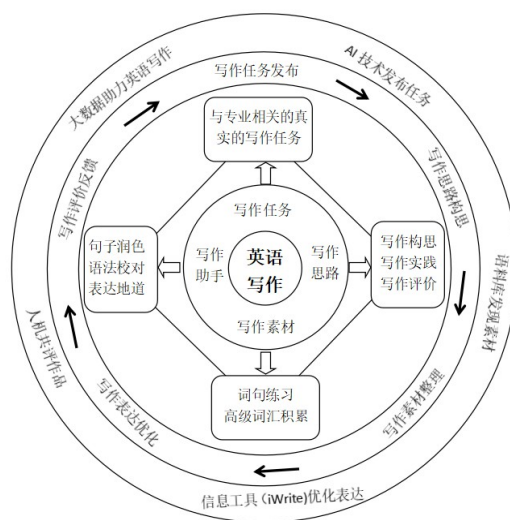 大数据助力英语写作
AI 技术发布任务
语料库发现素材
信息工具（iWrite)优化表达
人机共评作品
写作任务发布
写作思路构思
写作素材整理
写作表达优化
写作评价反馈
与专业相关的真
实的写作任务
写作构思
写作实践
写作评价
词句练习
高级词汇积累
句子润色
语法校对
表达地道
写作任务
写作
思路
写作素材
写作
助手
英语
写作